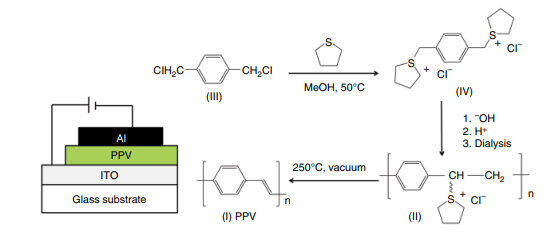 S
ClH₂C
CH₂Cl
(III)
MeOH, 50°C
S
+ Cl⁻
S
+ Cl⁻
(IV)
1. ⁻OH
2. H⁺
3. Dialysis
Al
PPV
ITO
Glass substrate
n
(I) PPV
250°C, vacuum
CH
CH₂
S
+ Cl⁻
n
(II)